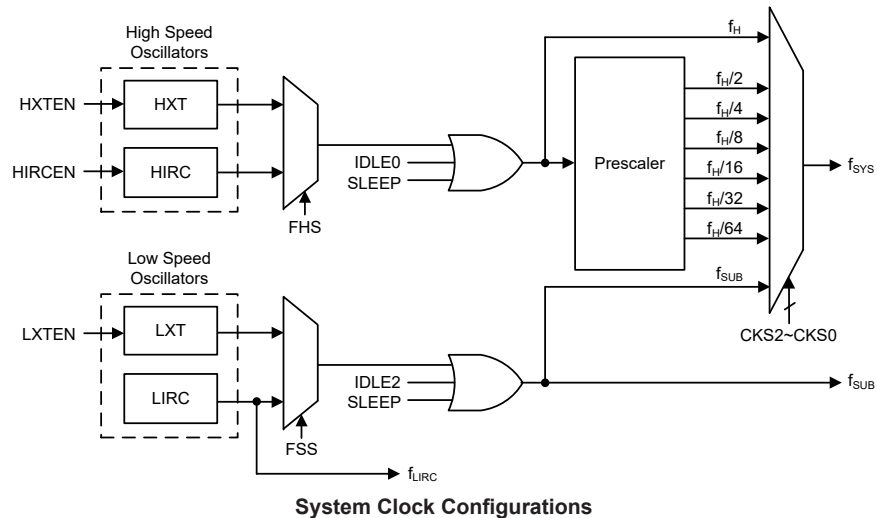 High Speed
Oscillators
HXTEN
HXT
HIRCEN
HIRC
FHS
IDLE0
SLEEP
Prescaler
fH
fH/2
fH/4
fH/8
fH/16
fH/32
fH/64
fSUB
fSYS
CKS2~CKS0
Low Speed
Oscillators
LXTEN
LXT
LIRC
FSS
IDLE2
SLEEP
fSUB
fLIRC
System Clock Configurations